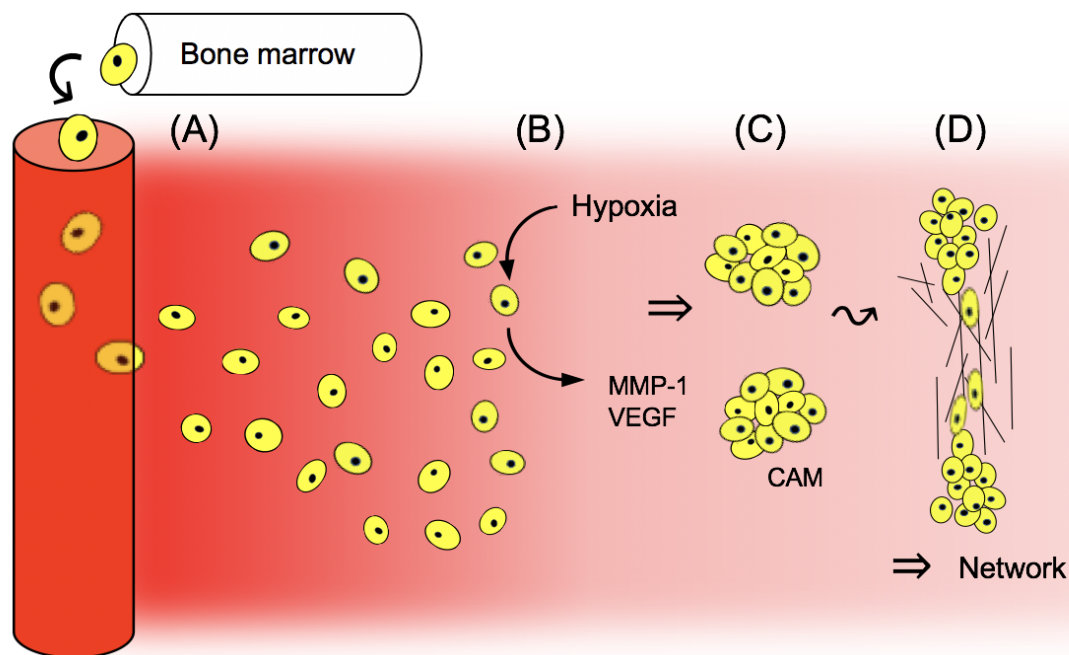 Bone marrow
(A)
(B)
(C)
(D)
Hypoxia
MMP-1
VEGF
CAM
⇒ Network